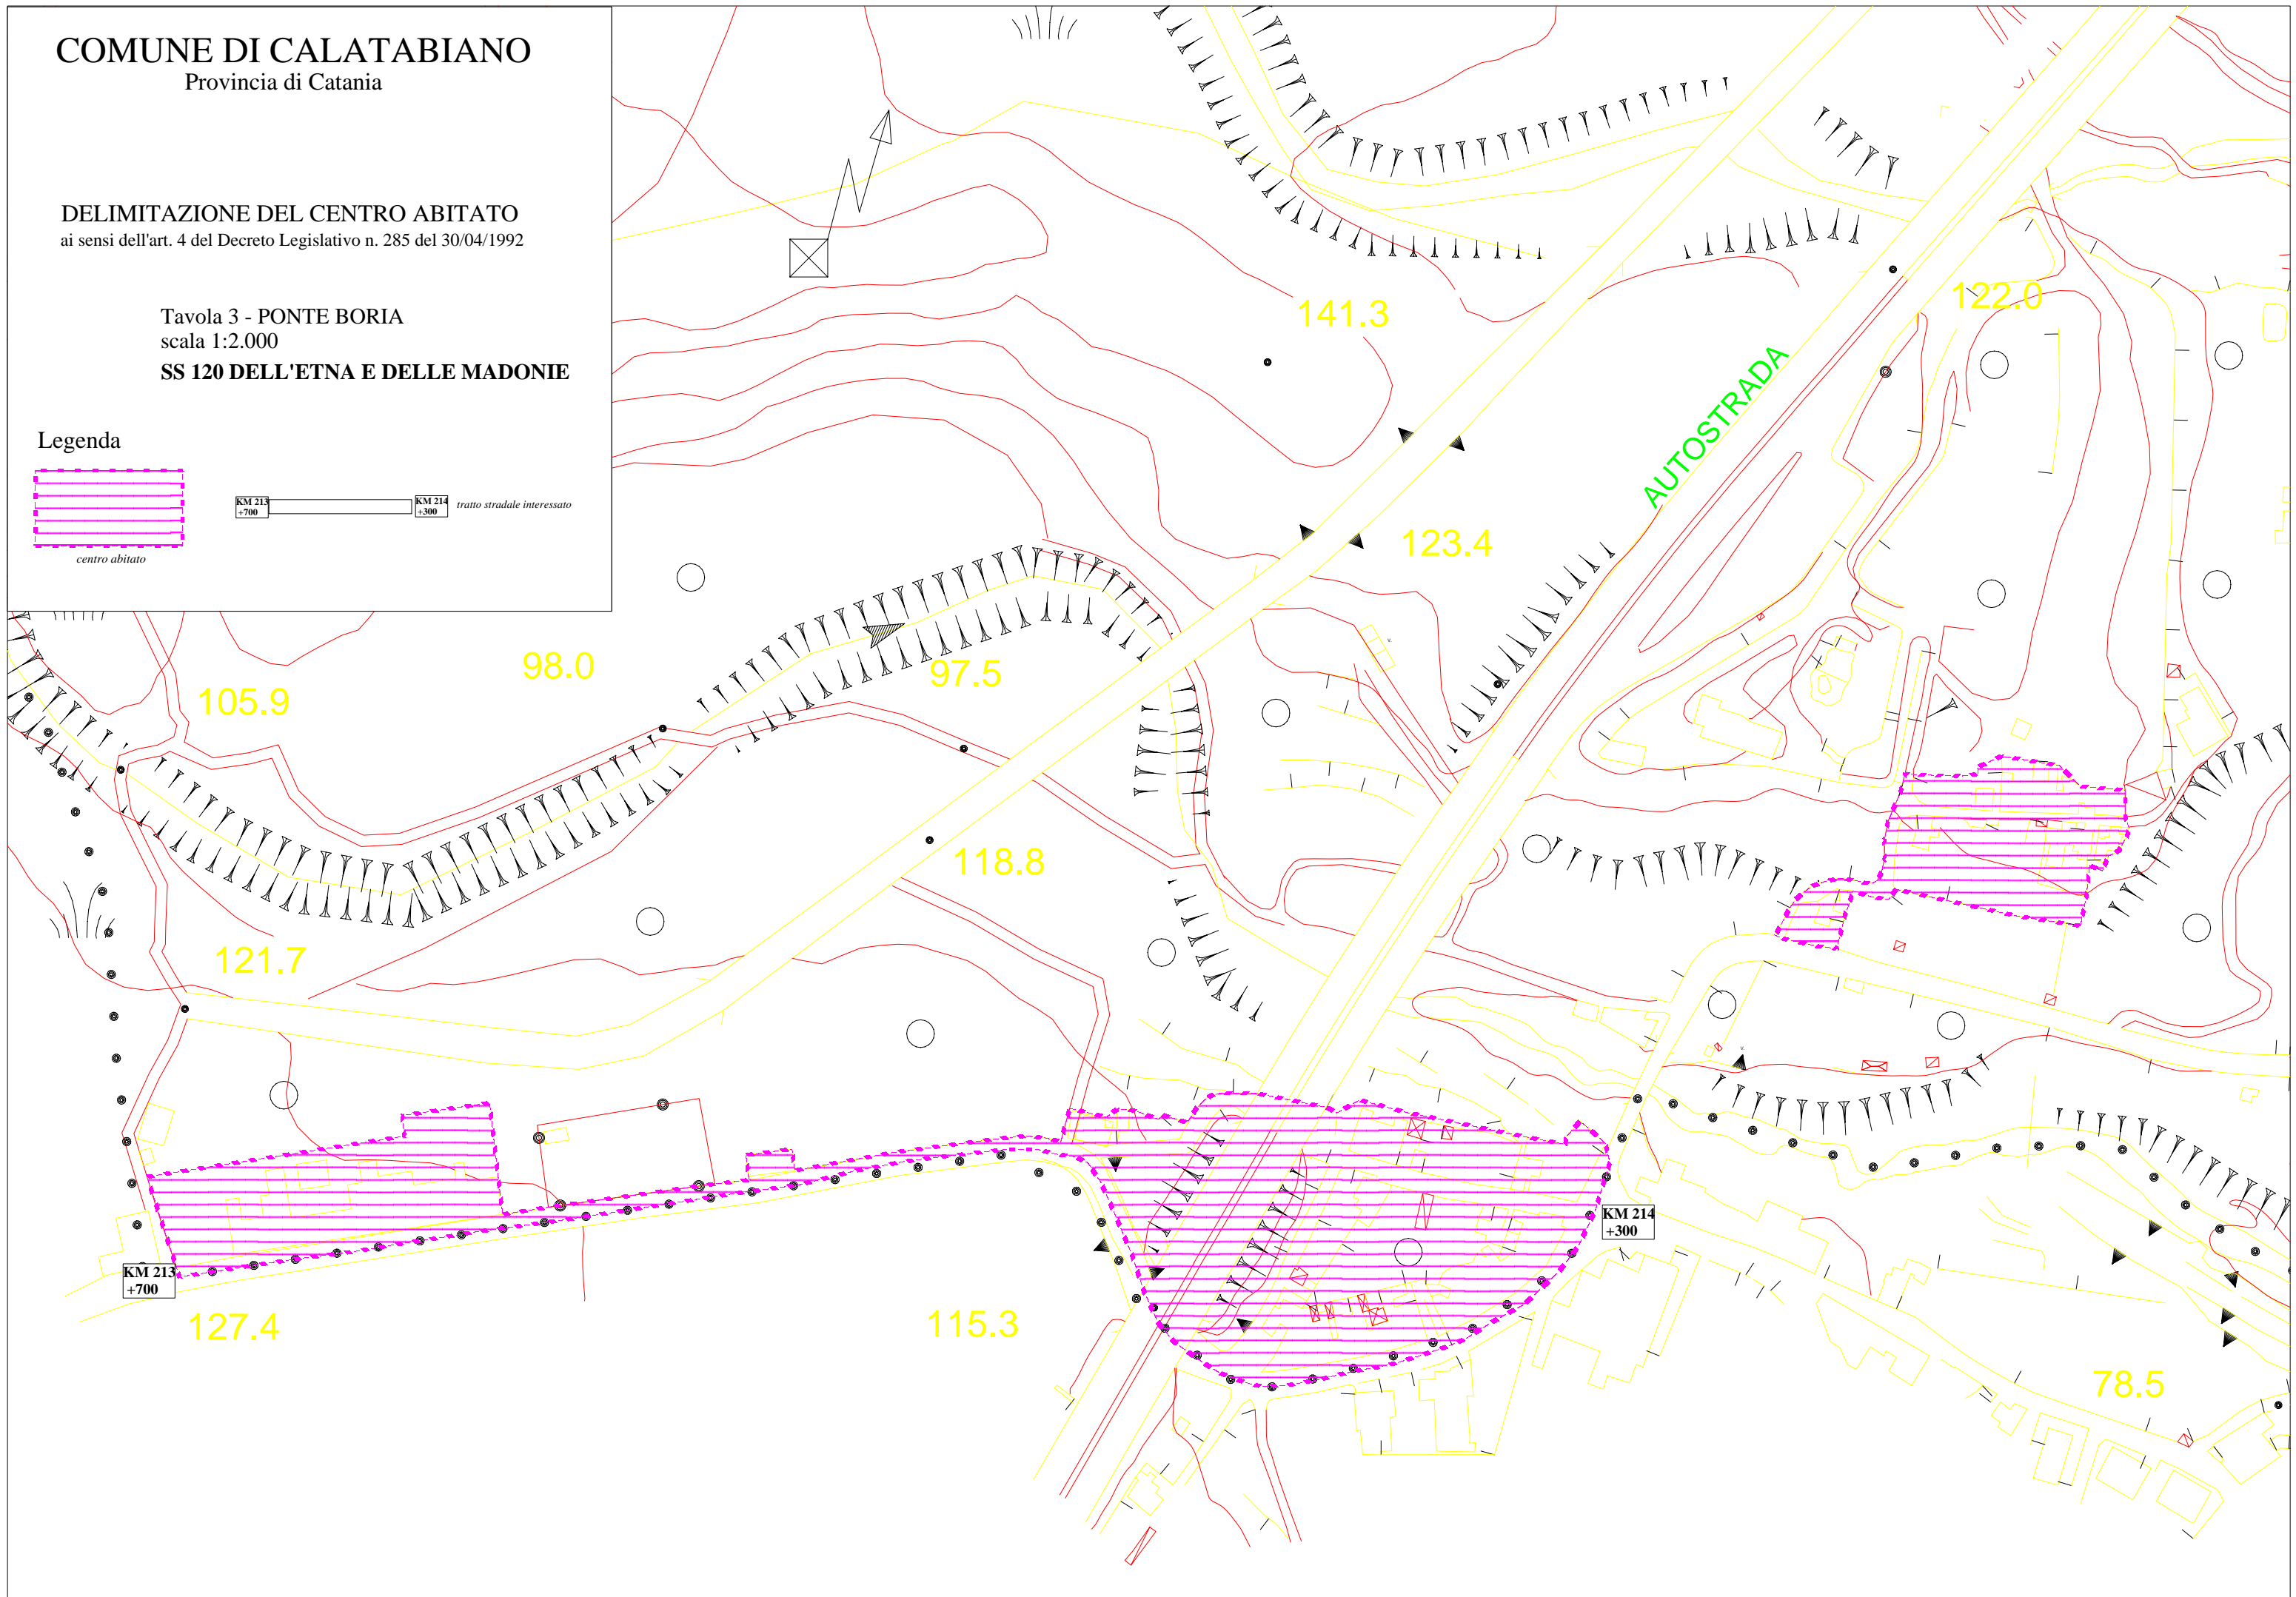 COMUNE DI CALATABIANO
Provincia di Catania
DELIMITAZIONE DEL CENTRO ABITATO
ai sensi dell'art. 4 del Decreto Legislativo n. 285 del 30/04/1992
Tavola 3 - PONTE BORIA
scala 1:2.000
SS 120 DELL'ETNA E DELLE MADONIE
Legenda
centro abitato
KM 213
+700
KM 214
+300
tratto stradale interessato
141.3
122.0
AUTOSTRADA
123.4
98.0
97.5
105.9
118.8
121.7
KM 214
+300
KM 213
+700
127.4
115.3
78.5